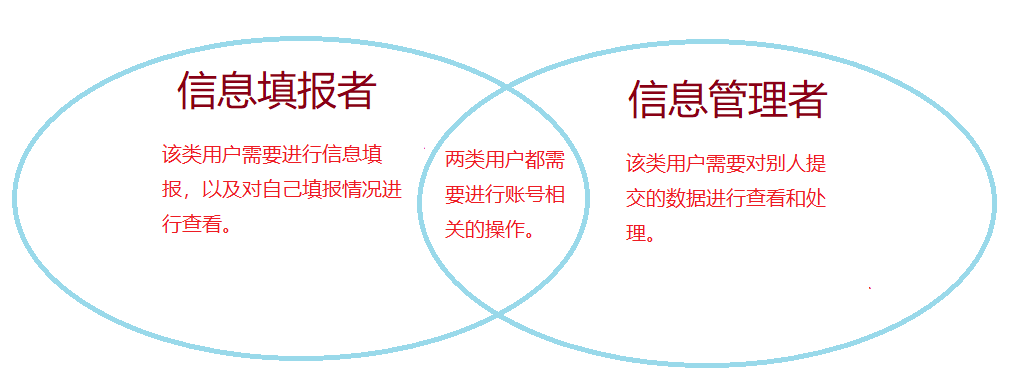 信息填报者
该类用户需要进行信息填
报，以及对自己填报情况进
行查看。
两类用户都需
要进行账号相
关的操作。
信息管理者
该类用户需要对别人提
交的数据进行查看和处
理。